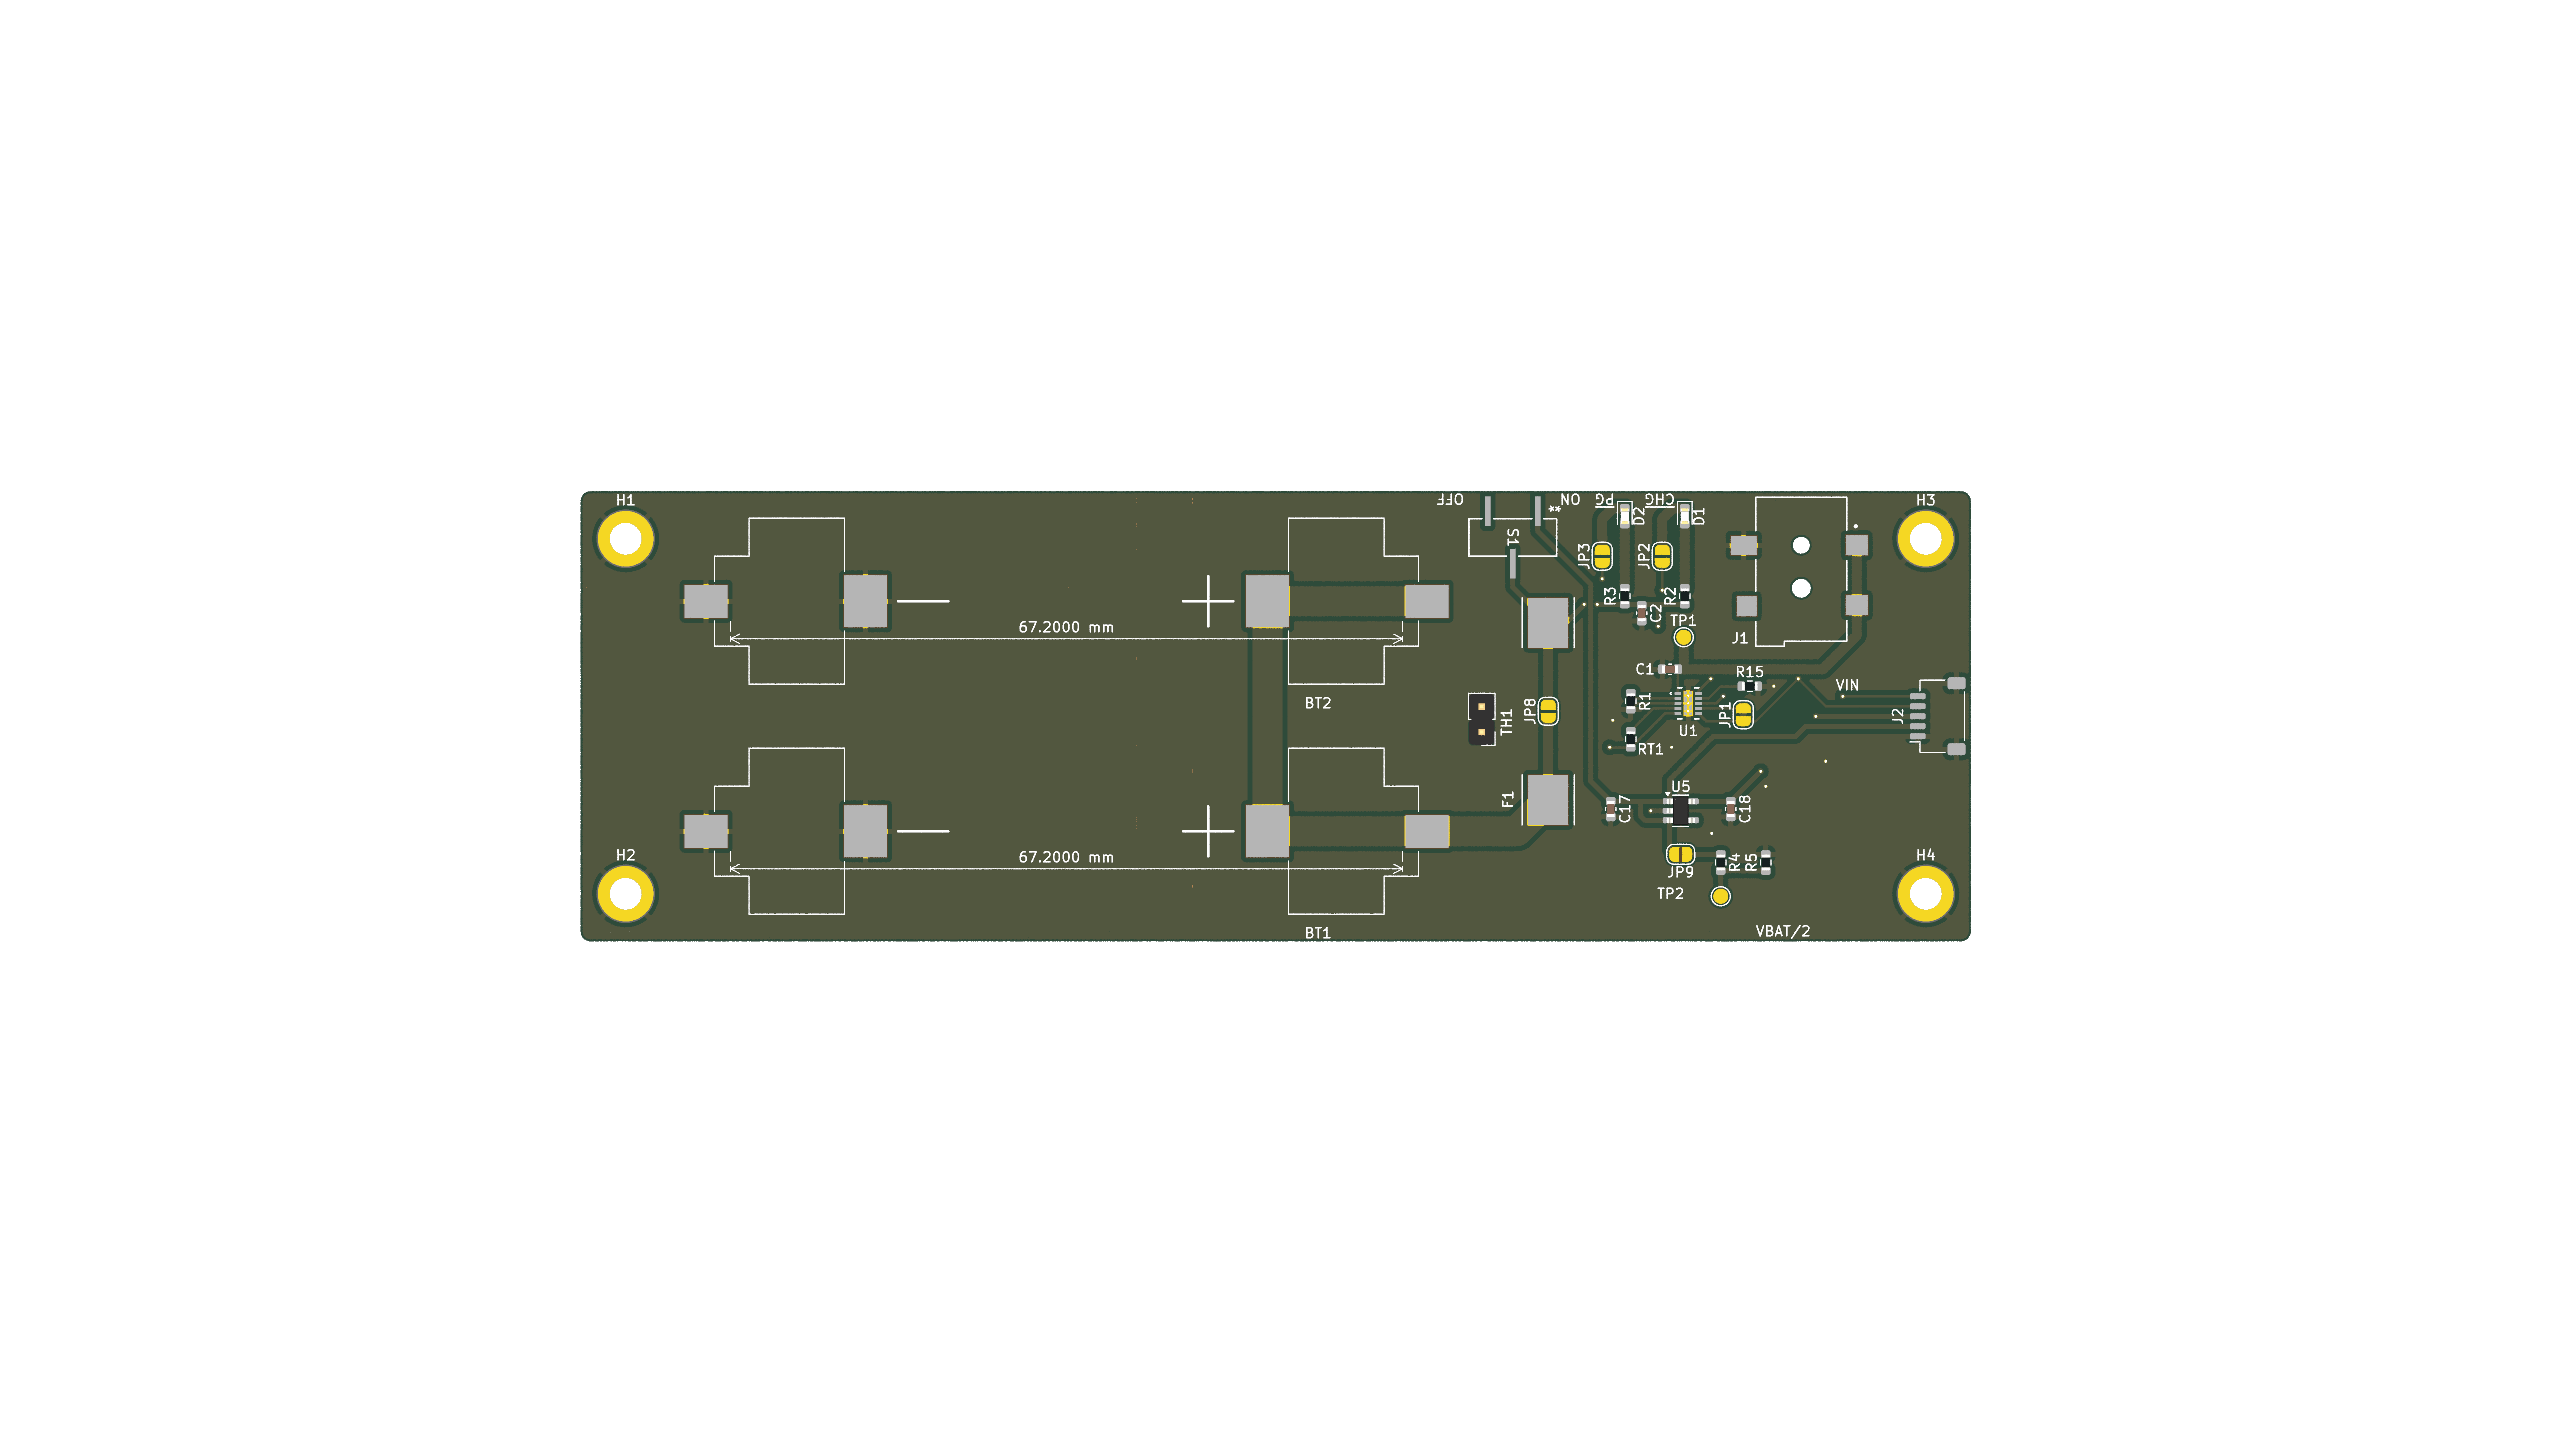 H1
OFF
ON
PG
CHG
H3
**
D2
D1
S1
JP3
JP2
R3
R2
C2
TP1
67.2000 mm
J1
C1
R15
VIN
BT2
R1
JP8
TH1
JP1
J2
U1
RT1
U5
F1
C17
C18
H2
67.2000 mm
R4
R5
H4
JP9
TP2
BT1
VBAT/2